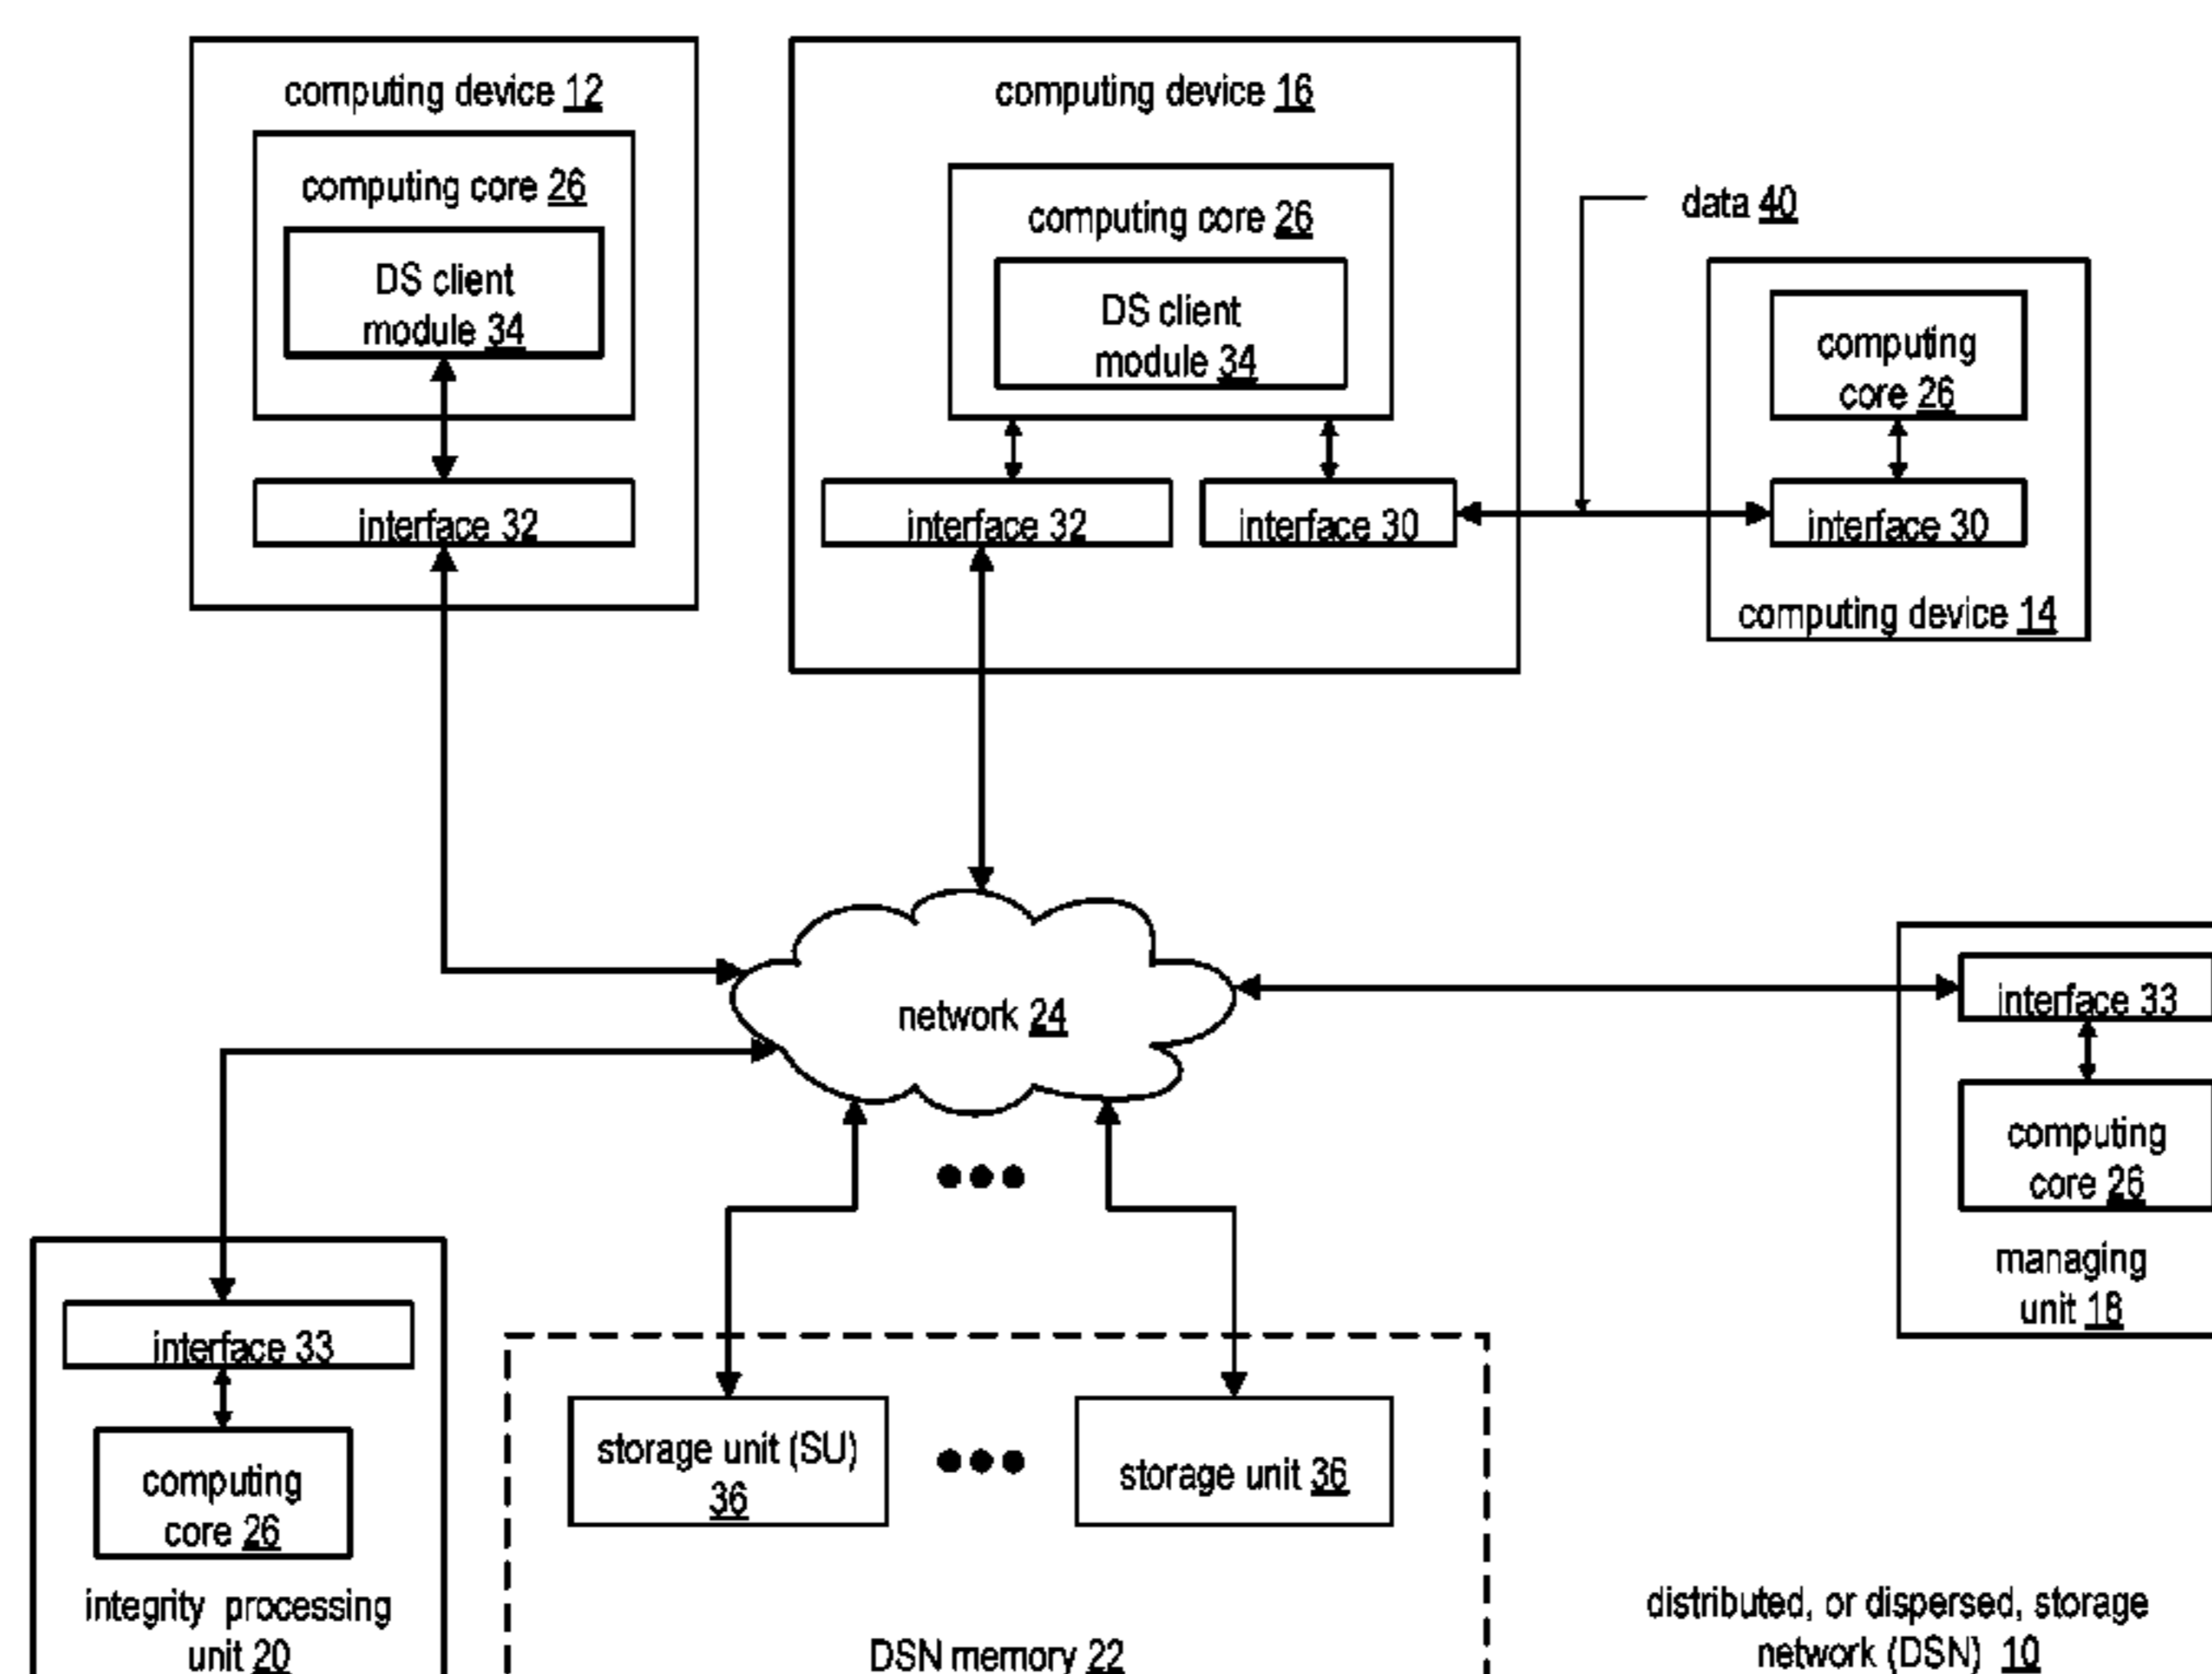 computing device 12
computing core 26
DS client
module 34
interface 32
computing device 16
computing core 26
DS client
module 34
interface 32
interface 30
data 40
computing
core 26
interface 30
computing device 14
network 24
interface 33
computing
core 26
managing
unit 18
interface 33
computing
core 26
integrity processing
unit 20
storage unit (SU)
36
storage unit 36
DSN memory 22
distributed, or dispersed, storage
network (DSN) 10